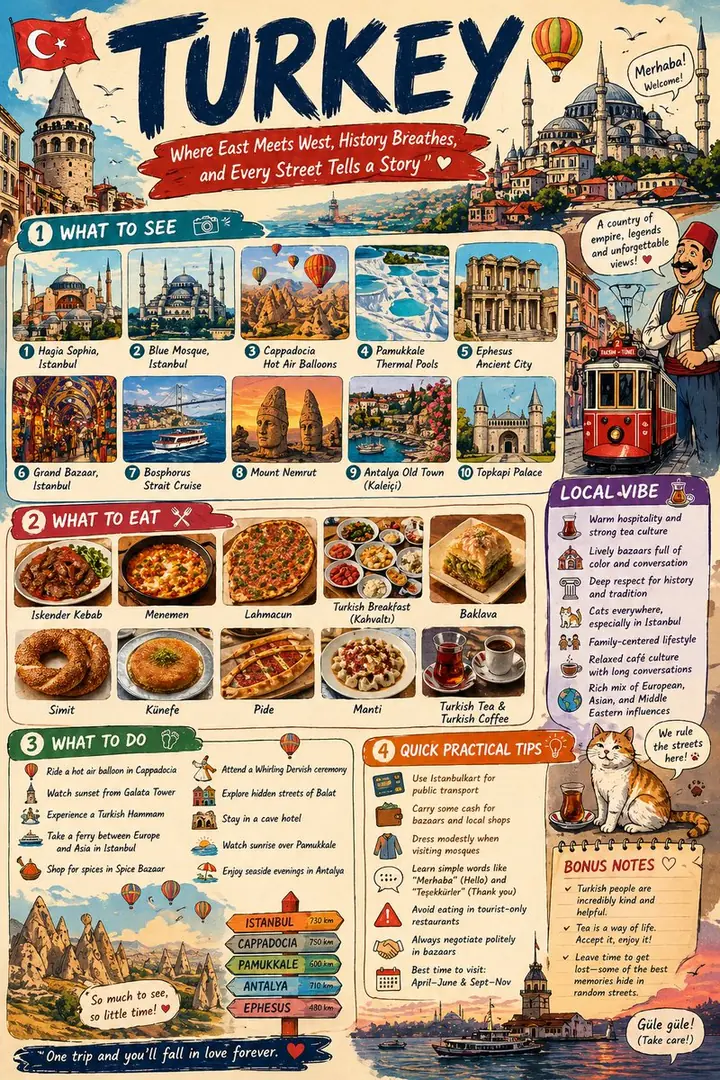 TURKEY
Where East Meets West, History Breathes,
and Every Street Tells a Story"
Merhaba!
Welcome!
1 WHAT TO SEE
1 Hagia Sophia,
Istanbul
2 Blue Mosque,
Istanbul
3 Cappadocia
Hot Air Balloons
4 Pamukkale
Thermal Pools
5 Ephesus
Ancient City
6 Grand Bazaar,
Istanbul
7 Bosphorus
Strait Cruise
8 Mount Nemrut
9 Antalya Old Town
(Kaleiçi)
10 Topkapi Palace
A country of
empire, legends
and unforgettable
views!
2
TAKSİM - TÜNEL
2 WHAT TO EAT
Iskender Kebab
Menemen
Lahmacun
Turkish Breakfast
(Kahvaltı)
Baklava
Simit
Künefe
Pide
Manti
Turkish Tea &
Turkish Coffee
LOCAL VIBE
Warm hospitality and
strong tea culture
Lively bazaars full of
color and conversation
Deep respect for history
and tradition
Cats everywhere,
especially in Istanbul
Family-centered lifestyle
Relaxed café culture
with long conversations
Rich mix of European,
Asian, and Middle
Eastern influences
We rule
the streets
here!
3 WHAT TO DO
Ride a hot air balloon in Cappadocia
Watch sunset from Galata Tower
Experience a Turkish Hammam
Take a ferry between Europe
and Asia in Istanbul
Shop for spices in Spice Bazaar
Attend a Whirling Dervish ceremony
Explore hidden streets of Balat
Stay in a cave hotel
Watch sunrise over Pamukkale
Enjoy seaside evenings in Antalya
4 QUICK PRACTICAL TIPS
Use Istanbulkart for
public transport
Carry some cash for
bazaars and local shops
Dress modestly when
visiting mosques
Learn simple words like
"Merhaba" (Hello) and
"Teşekkürler" (Thank you)
Avoid eating in tourist-only
restaurants
Always negotiate politely
in bazaars
Best time to visit:
April–June & Sept–Nov
BONUS NOTES
✓ Turkish people are
incredibly kind and
helpful.
✓ Tea is a way of life.
Accept it, enjoy it!
✓ Leave time to get
lost—some of the best
memories hide in
random streets.
"So much to see,
so little time!
ISTANBUL 730 km
CAPPADOCIA 750 km
PAMUKKALE 600 km
ANTALYA 710 km
EPHESUS 480 km
"One trip and you'll fall in love forever.
Güle güle!
(Take care!)